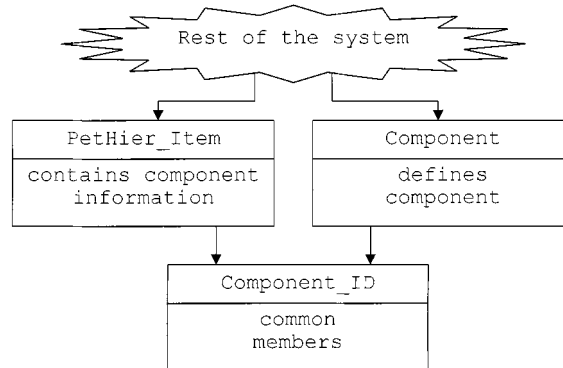 Rest of the system
PetHier_Item
Component
contains component
information
defines
component
Component_ID
common
members